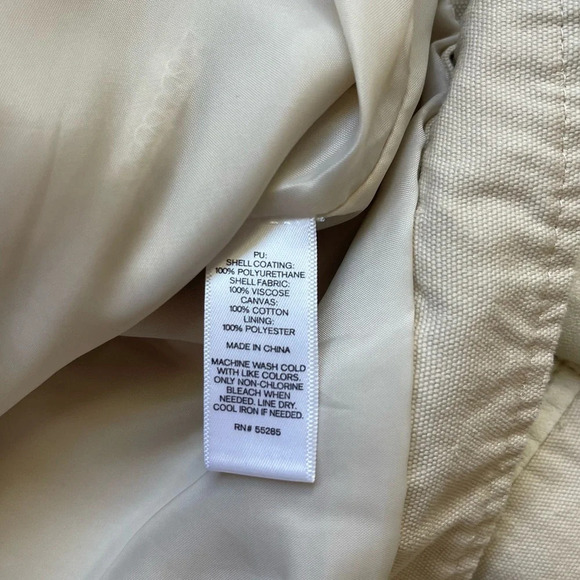 PU:
SHELL COATING:
100% POLYURETHANE
SHELL FABRIC:
100% VISCOSE
CANVAS:
100% COTTON
LINING:
100% POLYESTER
MADE IN CHINA
MACHINE WASH COLD
WITH LIKE COLORS.
ONLY NON-CHLORINE
BLEACH WHEN
NEEDED. LINE DRY.
COOL IRON IF NEEDED.
RN# 55285